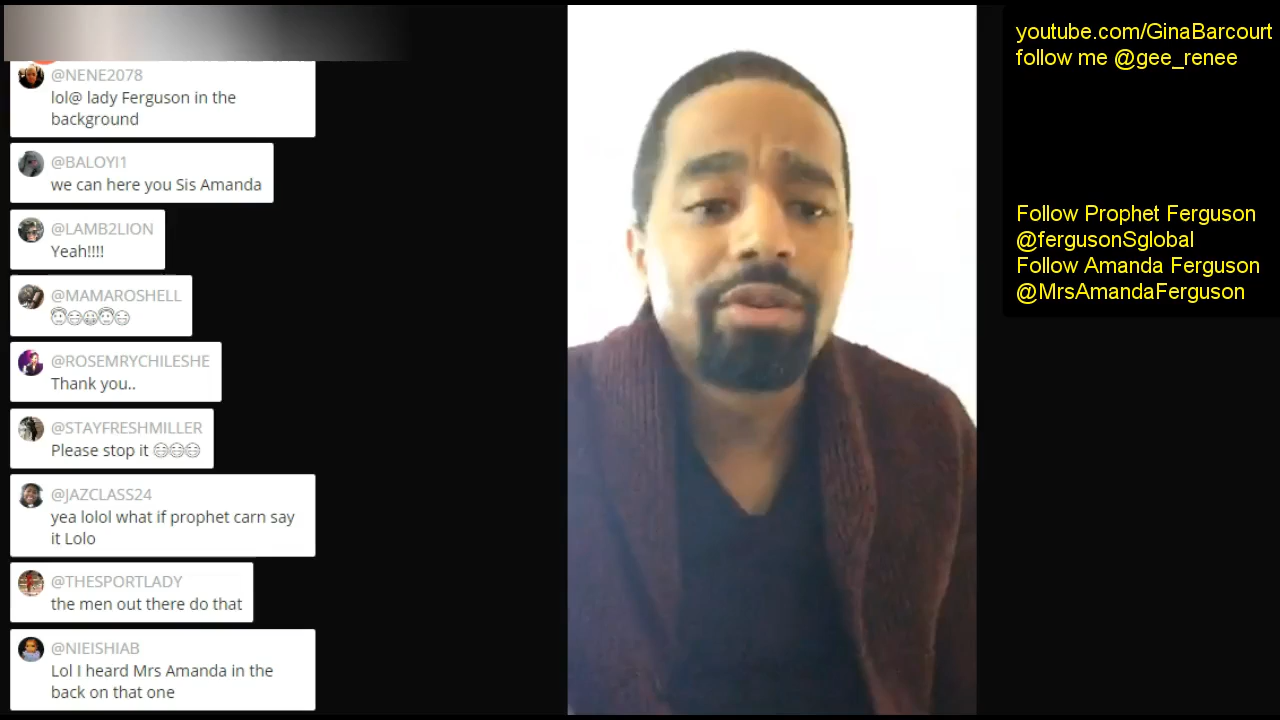 @NENE2078
lol@ lady Ferguson in the
background
@BALOYI1
we can here you Sis Amanda
@LAMB2LION
Yeah!!!!
@MAMAROSHELL
😇😂😀😇😂
@ROSEMRYCHILESHE
Thank you..
@STAYFRESHMILLER
Please stop it 😂😂😂
@JAZCLASS24
yea lolol what if prophet carn say
it Lolo
@THESPORTLADY
the men out there do that
@NIEISHIAB
Lol I heard Mrs Amanda in the
back on that one
youtube.com/GinaBarcourt
follow me @gee_renee
Follow Prophet Ferguson
@fergusonSglobal
Follow Amanda Ferguson
@MrsAmandaFerguson